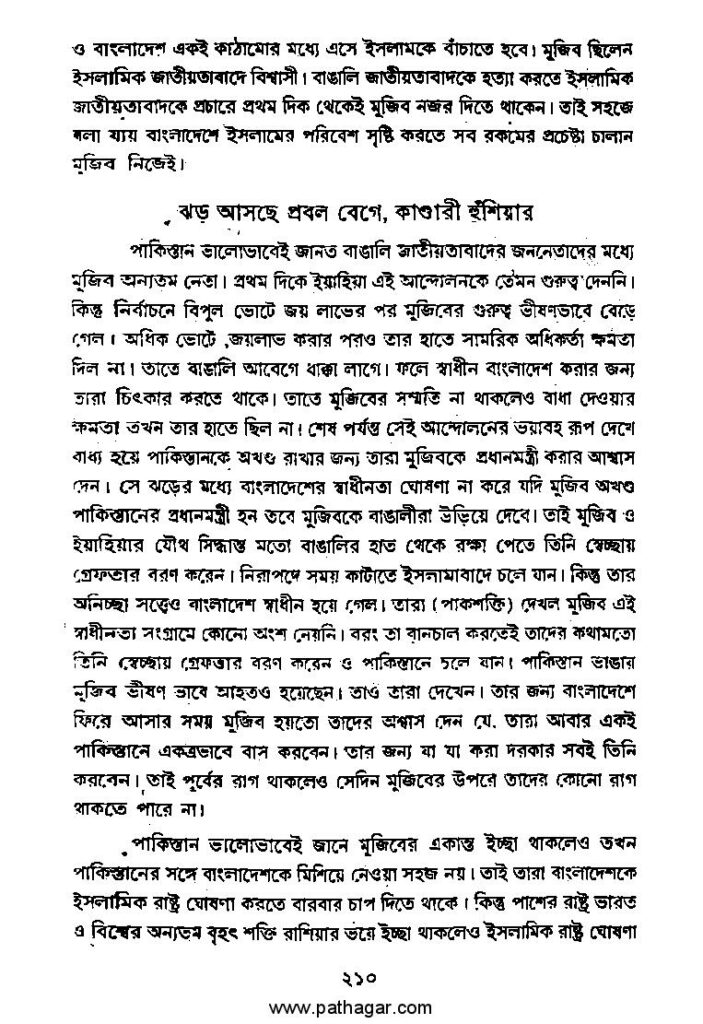 ও বাংলাদেশ একই কাঠামোর মধ্যে এসে ইসলামকে বাঁচাতে হবে। মুজিব ছিলেন
ইসলামিক জাতীয়তাবাদে বিশ্বাসী। বাঙালি জাতীয়তাবাদকে হত্যা করতে ইসলামিক
জাতীয়তাবাদকে প্রচারে প্রথম দিক থেকেই মুজিব নজর দিতে থাকেন। তাই সহজে
বলা যায় বাংলাদেশে ইসলামের পরিবেশ সৃষ্টি করতে সব রকমের প্রচেষ্টা চালান
মুজিব নিজেই।
ঝড় আসছে প্রবল বেগে, কাণ্ডারী হুঁশিয়ার
পাকিস্তান ভালোভাবেই জানত বাঙালি জাতীয়তাবাদের জননেতাদের মধ্যে
মুজিব অন্যতম নেতা। প্রথম দিকে ইয়াহিয়া এই আন্দোলনকে তেমন গুরুত্ব দেননি।
কিন্তু নির্বাচনে বিপুল ভোটে জয় লাভের পর মুজিবের গুরুত্ব ভীষণভাবে বেড়ে
গেল। অধিক ভোটে জয়লাভ করার পরও তার হাতে সামরিক অধিকর্তা ক্ষমতা
দিল না। তাতে বাঙালি আবেগে ধাক্কা লাগে। ফলে স্বাধীন বাংলাদেশ করার জন্য
তারা চিৎকার করতে থাকে। তাতে মুজিবের সম্মতি না থাকলেও বাধা দেওয়ার
ক্ষমতা তখন তার হাতে ছিল না। শেষ পর্যন্ত সেই আন্দোলনের ভয়াবহ রূপ দেখে
বাধ্য হয়ে পাকিস্তানকে অখণ্ড রাখার জন্য তারা মুজিবকে প্রধানমন্ত্রী করার আশ্বাস
দেন। সে ঝড়ের মধ্যে বাংলাদেশের স্বাধীনতা ঘোষণা না করে যদি মুজিব অখণ্ড
পাকিস্তানের প্রধানমন্ত্রী হন তবে মুজিবকে বাঙালীরা উড়িয়ে দেবে। তাই মুজিব ও
ইয়াহিয়ার যৌথ সিদ্ধান্ত মতো বাঙালির হাত থেকে রক্ষা পেতে তিনি স্বেচ্ছায়
গ্রেফতার বরণ করেন। নিরাপদে সময় কাটাতে ইসলামাবাদে চলে যান। কিন্তু তার
অনিচ্ছা সত্ত্বেও বাংলাদেশ স্বাধীন হয়ে গেল। তারা (পাকশক্তি) দেখল মুজিব এই
স্বাধীনতা সংগ্রামে কোনো অংশ নেয়নি। বরং তা বানচাল করতেই তাদের কথামতো
তিনি স্বেচ্ছায় গ্রেফতার বরণ করেন ও পাকিস্তানে চলে যান। পাকিস্তান ভাঙার
মুজিব ভীষণ ভাবে আহতও হয়েছেন। তাও তারা দেখেন। তার জন্য বাংলাদেশে
ফিরে আসার সময় মুজিব হয়তো তাদের অশ্বাস দেন যে, তারা আবার একই
পাকিস্তানে একত্রভাবে বাস করবেন। তার জন্য যা যা করা দরকার সবই তিনি
করবেন। তাই পূর্বের রাগ থাকলেও সেদিন মুজিবের উপরে তাদের কোনো রাগ
থাকতে পারে না।
পাকিস্তান ভালোভাবেই জানে মুজিবের একান্ত ইচ্ছা থাকলেও তখন
পাকিস্তানের সঙ্গে বাংলাদেশকে মিশিয়ে নেওয়া সহজ নয়। তাই তারা বাংলাদেশকে
ইসলামিক রাষ্ট্র ঘোষণা করতে বারবার চাপ দিতে থাকে। কিন্তু পাশের রাষ্ট্র ভারত
ও বিশ্বের অন্যতম বৃহৎ শক্তি রাশিয়ার ভয়ে ইচ্ছা থাকলেও ইসলামিক রাষ্ট্র ঘোষণা
২১০
www.pathagar.com